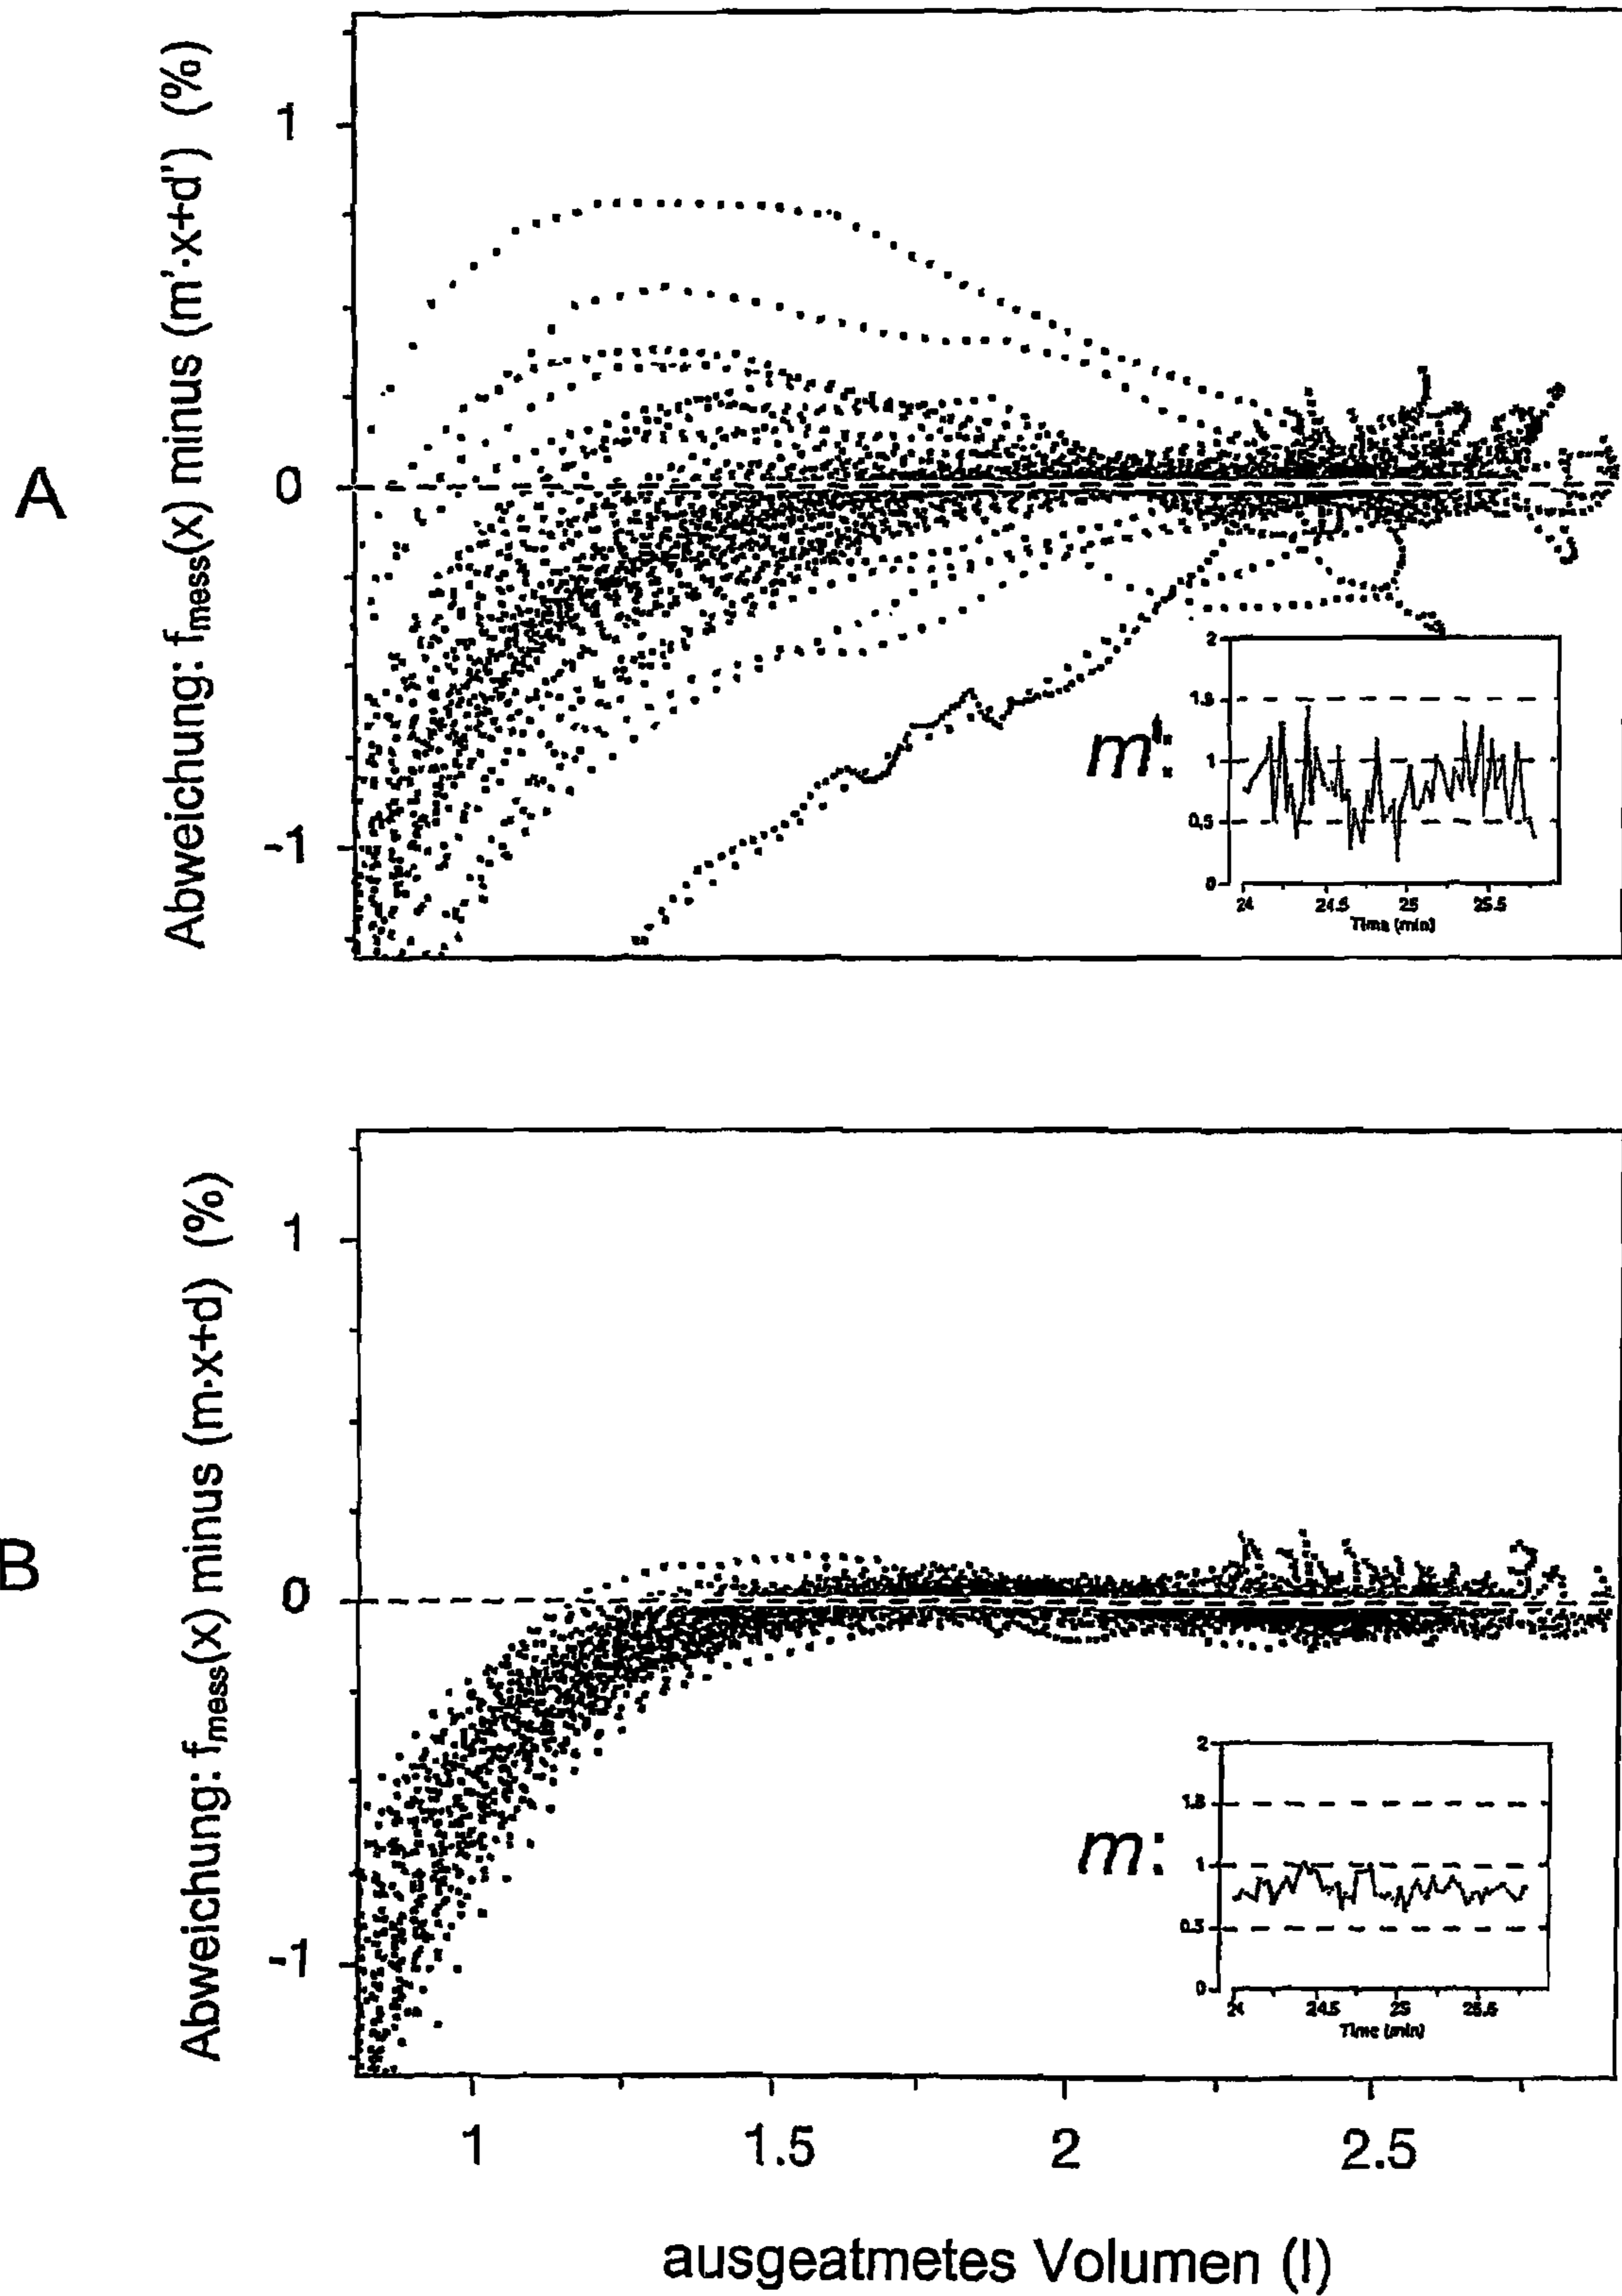 A
Abweichung: fmess(x) minus (m'·x+d') (%)
1
0
-1
m':
2
1.5
1
0.5
0
24 24.5 25 25.5
Time (min)
B
Abweichung: fmess(x) minus (m·x+d) (%)
1
0
-1
m:
2
1.5
1
0.5
0
24 24.5 25 25.5
Time (min)
1 1.5 2 2.5
ausgeatmetes Volumen (l)